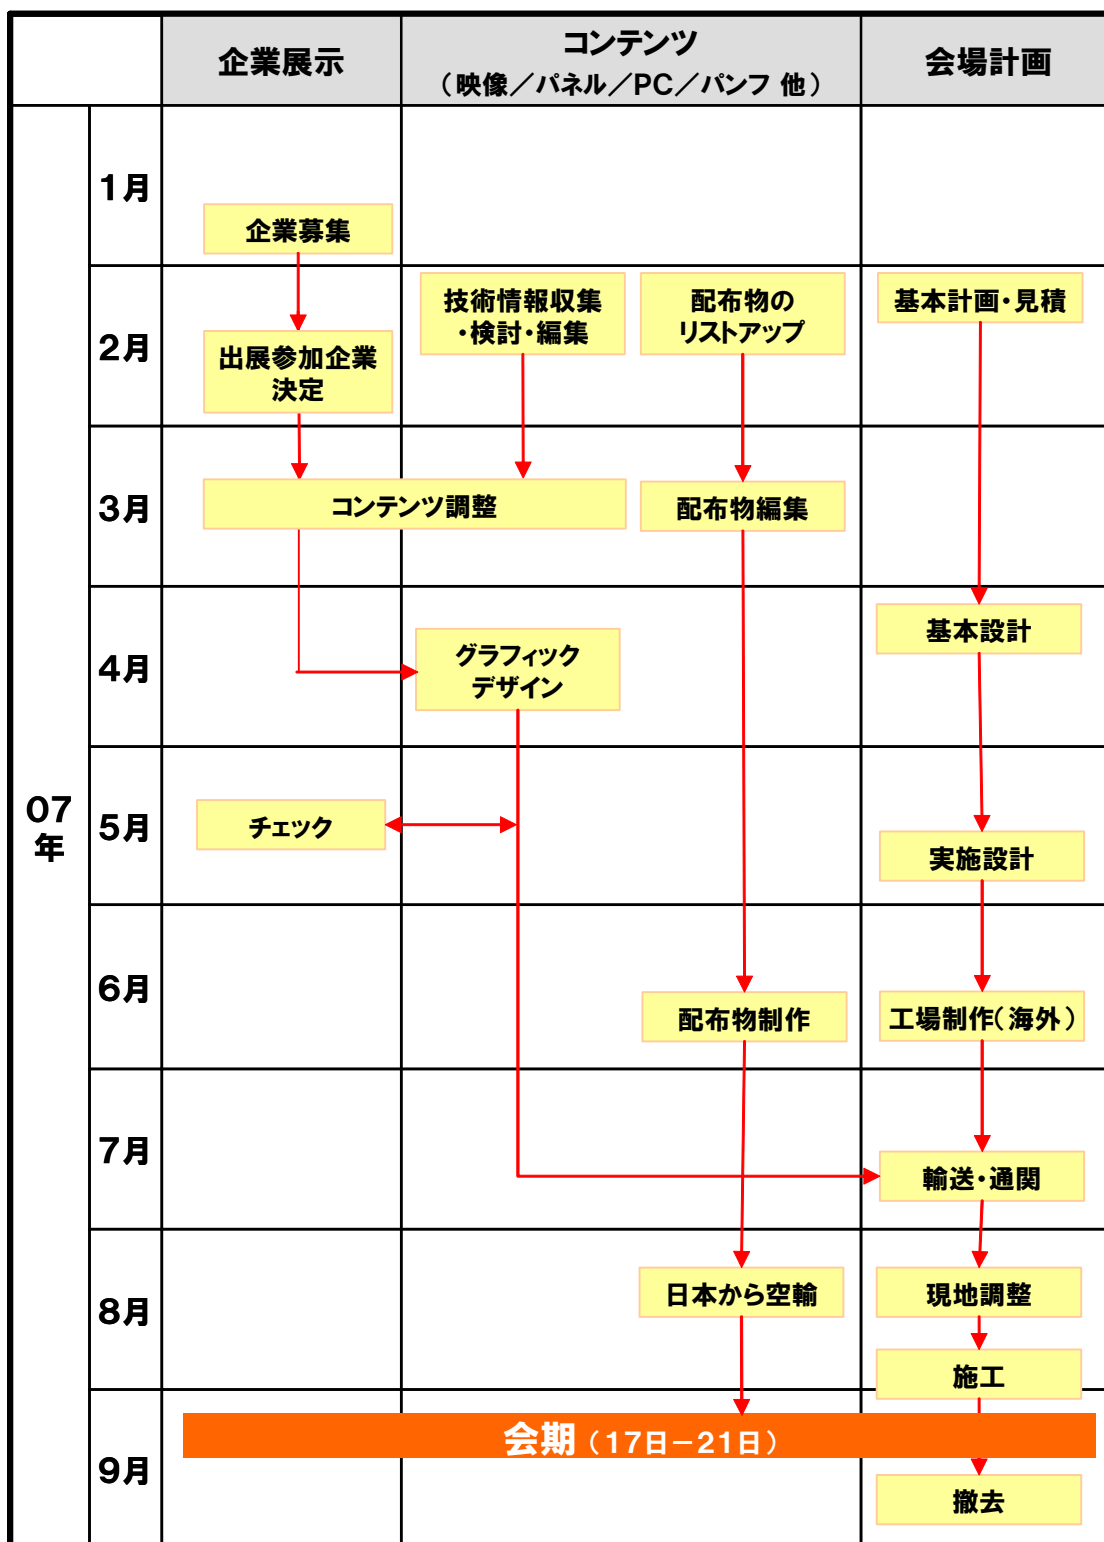 企業展示
コンテンツ
（映像／パネル／PC／パンフ 他）
会場計画
07
年
1月
企業募集
2月
出展参加企業
決定
技術情報収集
・検討・編集
配布物の
リストアップ
基本計画・見積
3月
コンテンツ調整
配布物編集
4月
グラフィック
デザイン
基本設計
5月
チェック
実施設計
6月
配布物制作
工場制作（海外）
7月
輸送・通関
8月
日本から空輸
現地調整
施工
9月
会期（17日－21日）
撤去